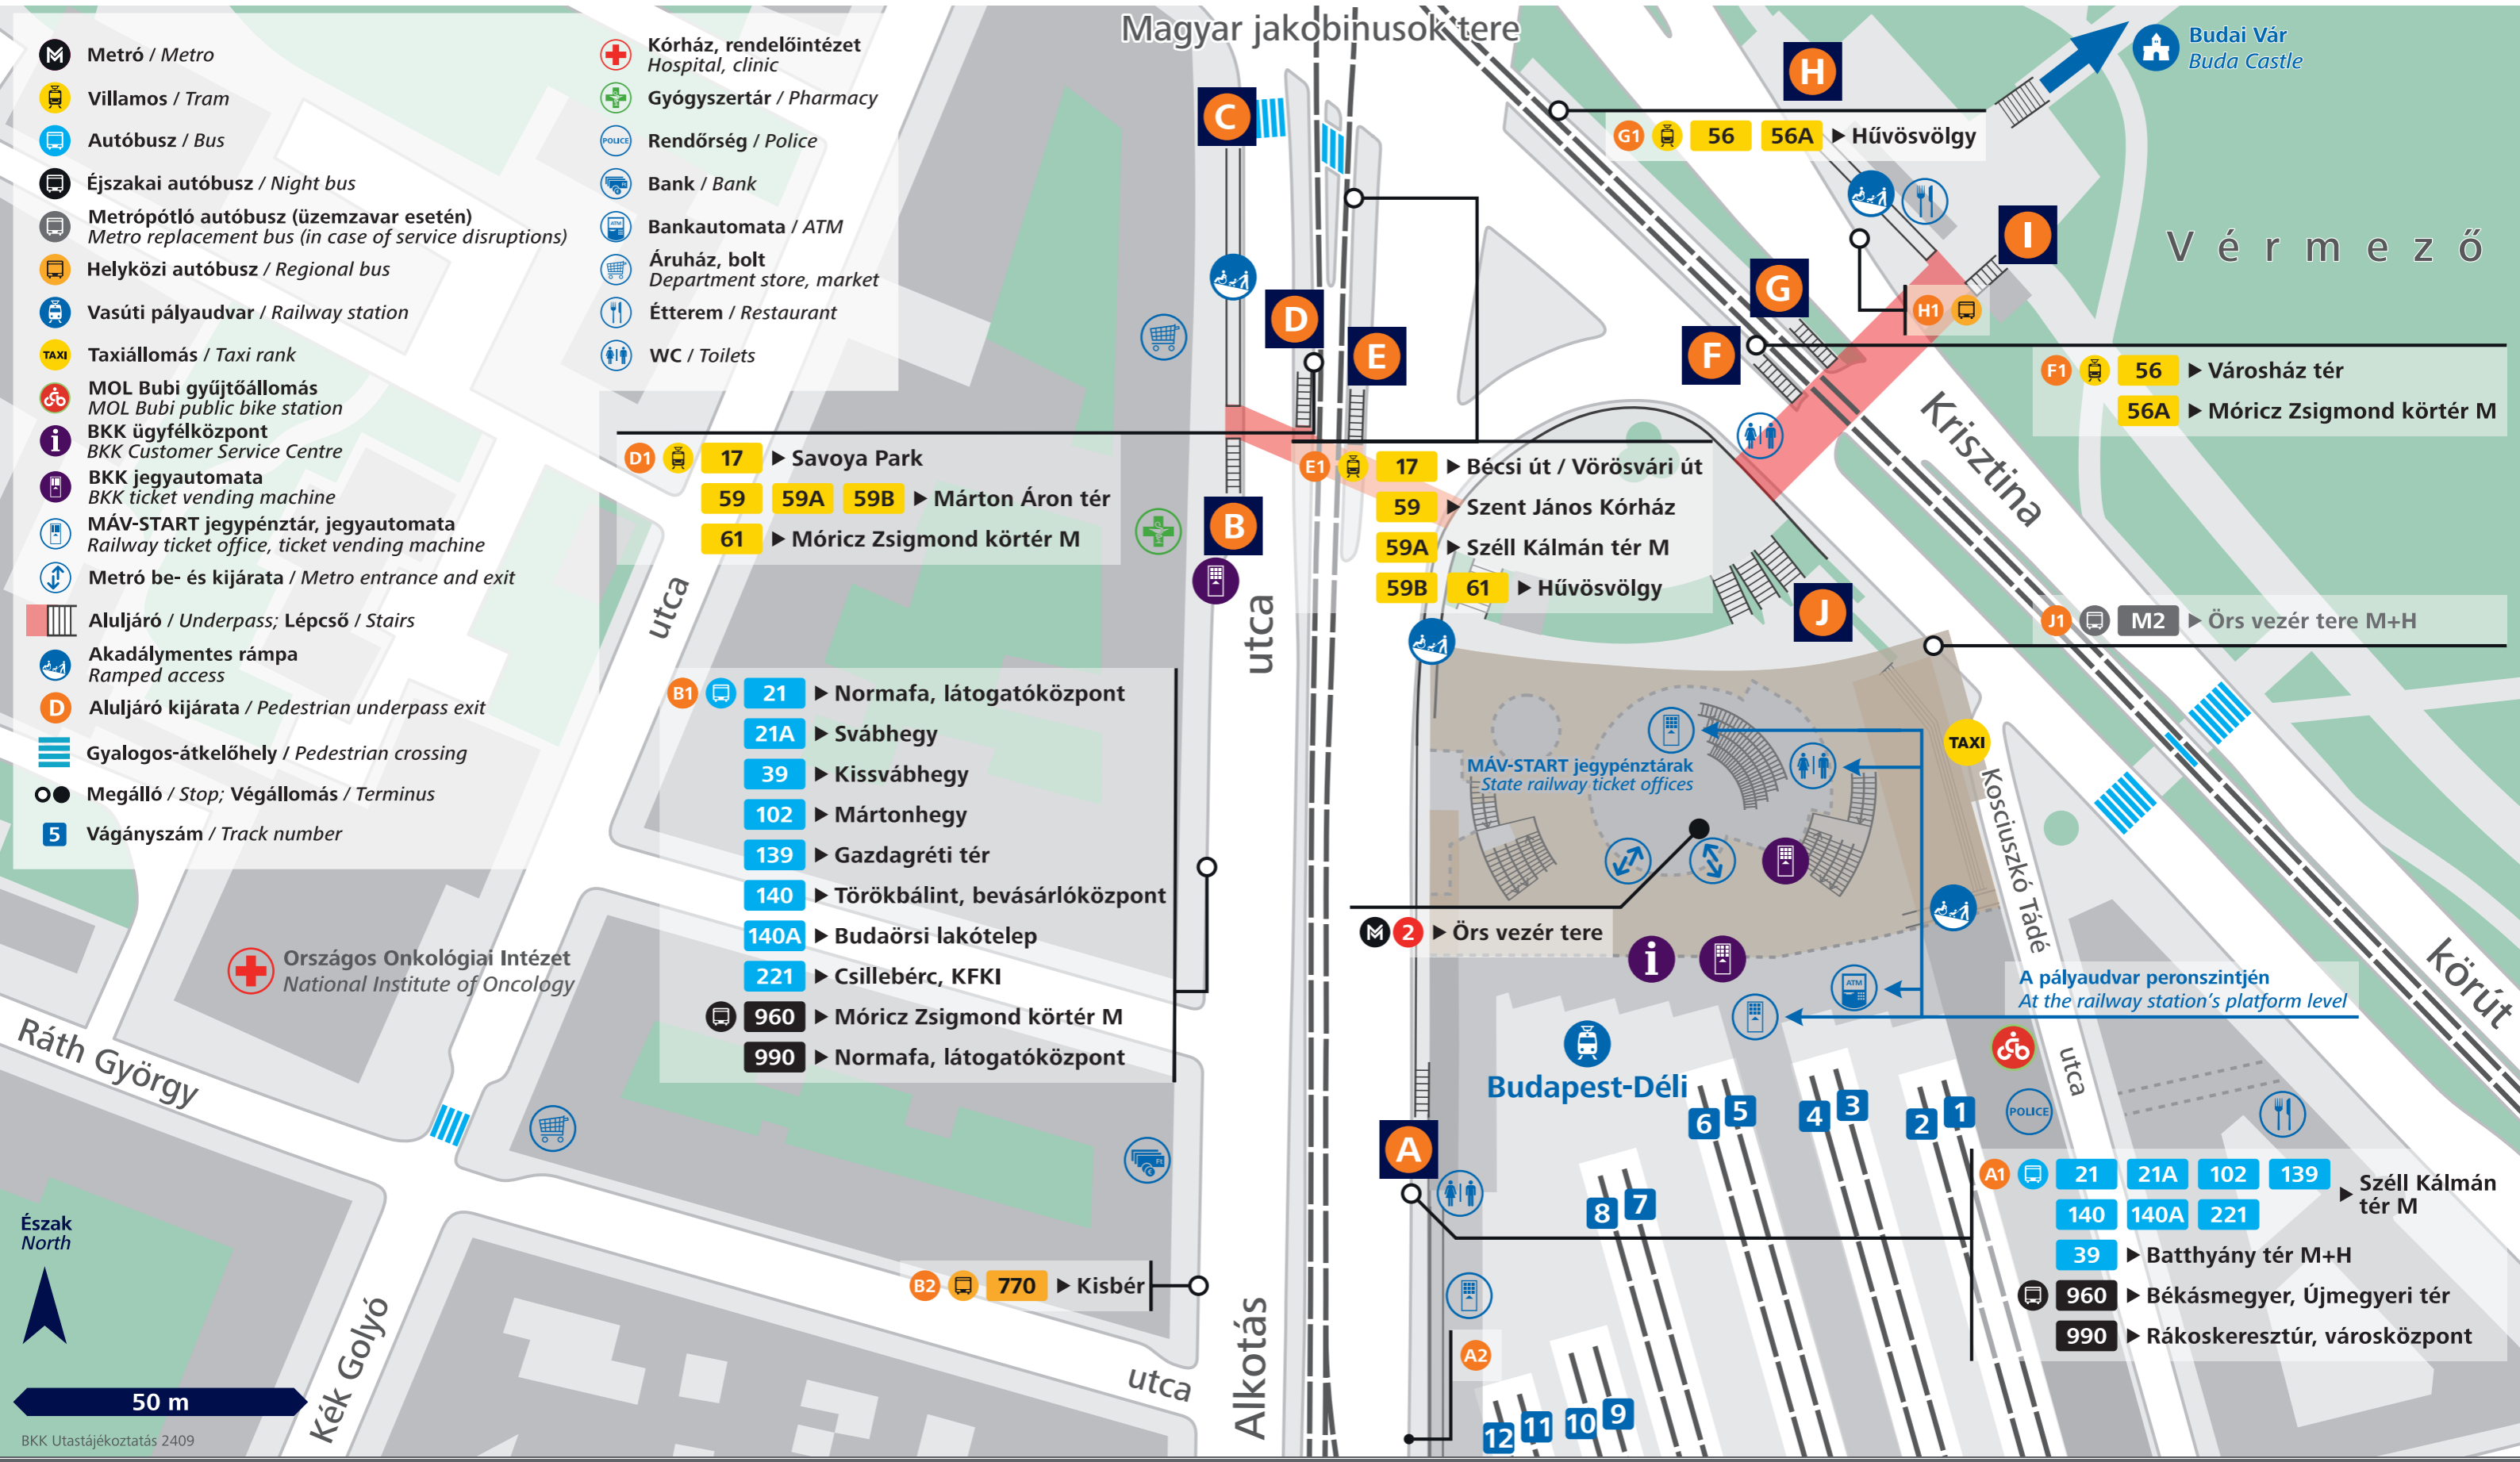 Magyar jakobinusok tere
Metró / Metro
Villamos / Tram
Autóbusz / Bus
Éjszakai autóbusz / Night bus
Metrópótló autóbusz (üzemzavar esetén)
Metro replacement bus (in case of service disruptions)
Helyközi autóbusz / Regional bus
Vasúti pályaudvar / Railway station
TAXI
Taxiállomás / Taxi rank
MOL Bubi gyűjtőállomás
MOL Bubi public bike station
BKK ügyfélközpont
BKK Customer Service Centre
BKK jegyautomata
BKK ticket vending machine
MÁV-START jegypénztár, jegyautomata
Railway ticket office, ticket vending machine
Metró be- és kijárata / Metro entrance and exit
Aluljáró / Underpass; Lépcső / Stairs
Akadálymentes rámpa
Ramped access
D
Aluljáró kijárata / Pedestrian underpass exit
Gyalogos-átkelőhely / Pedestrian crossing
Megálló / Stop; Végállomás / Terminus
5
Vágányszám / Track number
Kórház, rendelőintézet
Hospital, clinic
Gyógyszertár / Pharmacy
POLICE
Rendőrség / Police
Bank / Bank
ATM
Bankautomata / ATM
Áruház, bolt
Department store, market
Étterem / Restaurant
WC / Toilets
Budai Vár
Buda Castle
Vérmező
C
H
G1 56 56A Hűvösvölgy
I
H1
G
F
F1 56 Városház tér
56A Móricz Zsigmond körtér M
D
E
D1 17 Savoya Park
59 59A 59B Márton Áron tér
61 Móricz Zsigmond körtér M
E1 17 Bécsi út / Vörösvári út
59 Szent János Kórház
59A Széll Kálmán tér M
59B 61 Hűvösvölgy
B
J
J1 M2 Örs vezér tere M+H
Krisztina
körút
utca
utca
B1 21 Normafa, látogatóközpont
21A Svábhegy
39 Kissvábhegy
102 Mártonhegy
139 Gazdagréti tér
140 Törökbálint, bevásárlóközpont
140A Budaörsi lakótelep
221 Csillebérc, KFKI
960 Móricz Zsigmond körtér M
990 Normafa, látogatóközpont
MÁV-START jegypénztárak
State railway ticket offices
TAXI
Kosciuszkó Tádé
utca
2 Örs vezér tere
i
ATM
A pályaudvar peronszintjén
At the railway station's platform level
Országos Onkológiai Intézet
National Institute of Oncology
Ráth György
utca
Budapest-Déli
6 5 4 3 2 1
8 7
12 11 10 9
POLICE
A
A1 21 21A 102 139
140 140A 221
Széll Kálmán
tér M
39 Batthyány tér M+H
960 Békásmegyer, Újmegyeri tér
990 Rákoskeresztúr, városközpont
A2
B2 770 Kisbér
Alkotás
Kék Golyó
Észak
North
50 m
BKK Utastájékoztatás 2409